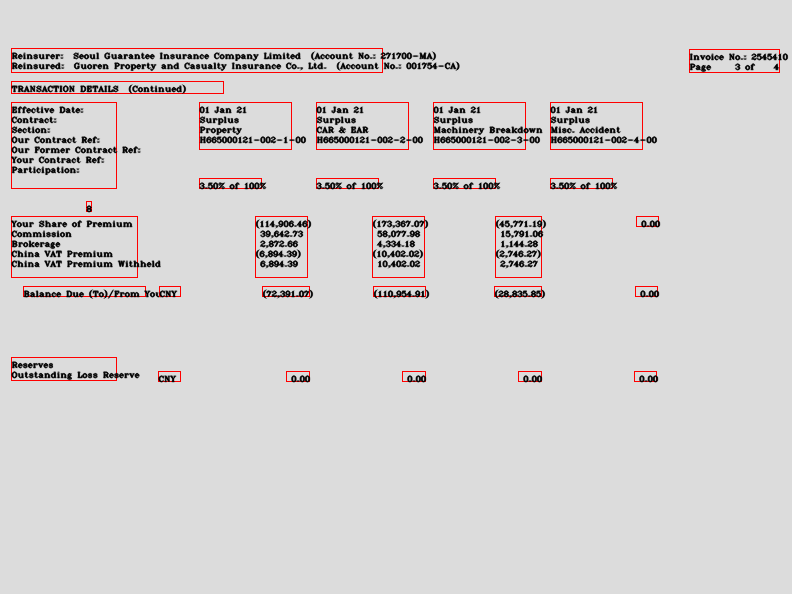 Reinsurer: Seoul Guarantee Insurance Company Limited (Account No.: 271700-MA)
Reinsured: Guoren Property and Casualty Insurance Co., Ltd. (Account No.: 001754-CA)
Invoice No.: 2545410
Page 3 of 4
TRANSACTION DETAILS (Continued)
Effective Date: 01 Jan 21 01 Jan 21 01 Jan 21 01 Jan 21
Contract: Surplus Surplus Surplus Surplus
Section: Property CAR & EAR Machinery Breakdown Misc. Accident
Our Contract Ref: H665000121-002-1-00 H665000121-002-2-00 H665000121-002-3-00 H665000121-002-4-00
Our Former Contract Ref:
Your Contract Ref:
Participation:
3.50% of 100% 3.50% of 100% 3.50% of 100% 3.50% of 100%
Your Share of Premium (114,906.46) (173,367.07) (45,771.19) 0.00
Commission 39,642.73 58,077.98 15,791.06
Brokerage 2,872.66 4,334.18 1,144.28
China VAT Premium (6,894.39) (10,402.02) (2,746.27)
China VAT Premium Withheld 6,894.39 10,402.02 2,746.27
Balance Due (To)/From You CNY (72,391.07) (110,954.91) (28,835.85) 0.00
Reserves
Outstanding Loss Reserve CNY 0.00 0.00 0.00 0.00